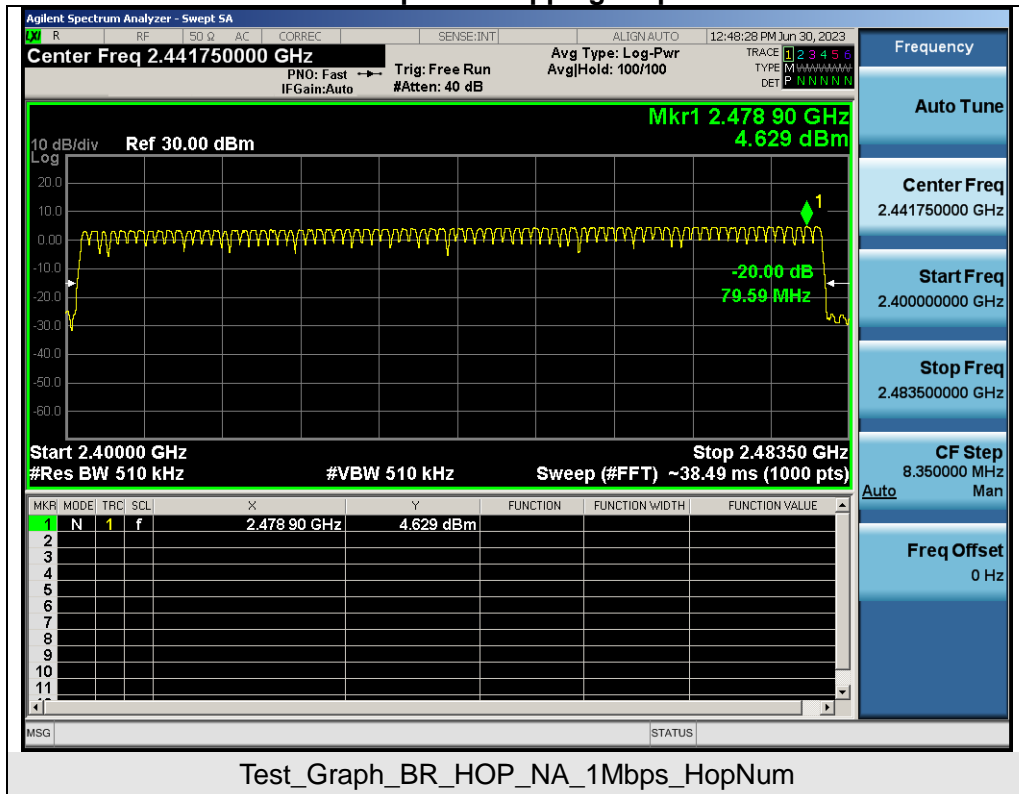 Agilent Spectrum Analyzer - Swept SA
LXI R RF 50 Ω AC CORREC SENSE:INT ALIGN AUTO 12:48:28 PM Jun 30, 2023
Center Freq 2.441750000 GHz
PNO: Fast
IFGain:Auto
Trig: Free Run
#Atten: 40 dB
Avg Type: Log-Pwr
Avg|Hold: 100/100
TRACE 1 2 3 4 5 6
TYPE M
DET P N N N N N
Mkr1 2.478 90 GHz
4.629 dBm
10 dB/div Ref 30.00 dBm
Log
20.0
10.0
0.00
-10.0
-20.0
-30.0
-40.0
-50.0
-60.0
1
-20.00 dB
79.59 MHz
Start 2.40000 GHz Stop 2.48350 GHz
#Res BW 510 kHz #VBW 510 kHz Sweep (#FFT) ~38.49 ms (1000 pts)
MKR MODE TRC SCL X Y FUNCTION FUNCTION WIDTH FUNCTION VALUE
1 N 1 f 2.478 90 GHz 4.629 dBm
2
3
4
5
6
7
8
9
10
11
MSG STATUS
Frequency
Auto Tune
Center Freq
2.441750000 GHz
Start Freq
2.400000000 GHz
Stop Freq
2.483500000 GHz
CF Step
8.350000 MHz
Auto Man
Freq Offset
0 Hz
Test_Graph_BR_HOP_NA_1Mbps_HopNum